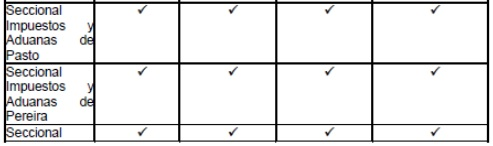 Seccional ✓ ✓ ✓ ✓
Impuestos y
Aduanas de
Pasto
Seccional ✓ ✓ ✓ ✓
Impuestos y
Aduanas de
Pereira
Seccional ✓ ✓ ✓ ✓